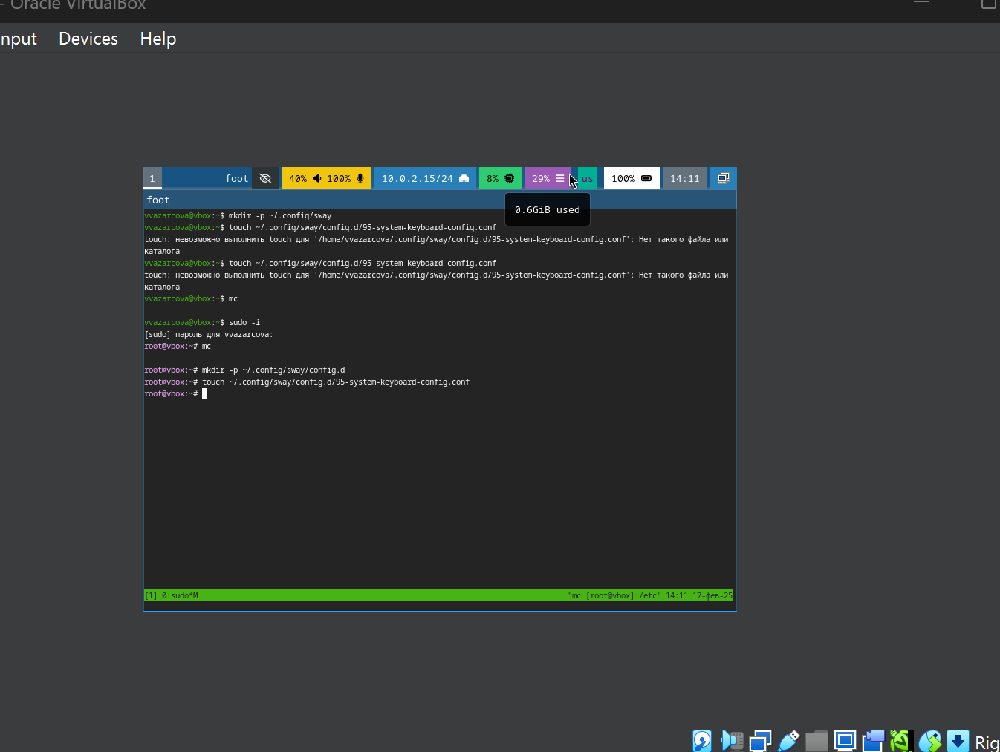 - Oracle VirtualBox
nput Devices Help
1 foot 40% 100% 10.0.2.15/24 8% 29% us 100% 14:11
foot
0.6GiB used
vvazarcova@vbox:~$ mkdir -p ~/.config/sway
vvazarcova@vbox:~$ touch ~/.config/sway/config.d/95-system-keyboard-config.conf
touch: невозможно выполнить touch для '/home/vvazarcova/.config/sway/config.d/95-system-keyboard-config.conf': Нет такого файла или
каталога
vvazarcova@vbox:~$ touch ~/.config/sway/config.d/95-system-keyboard-config.conf
touch: невозможно выполнить touch для '/home/vvazarcova/.config/sway/config.d/95-system-keyboard-config.conf': Нет такого файла или
каталога
vvazarcova@vbox:~$ mc
vvazarcova@vbox:~$ sudo -i
[sudo] пароль для vvazarcova:
root@vbox:~# mc
root@vbox:~# mkdir -p ~/.config/sway/config.d
root@vbox:~# touch ~/.config/sway/config.d/95-system-keyboard-config.conf
root@vbox:~#
[1] 0:sudo*M "mc [root@vbox]:/etc" 14:11 17-фев-25
Rig